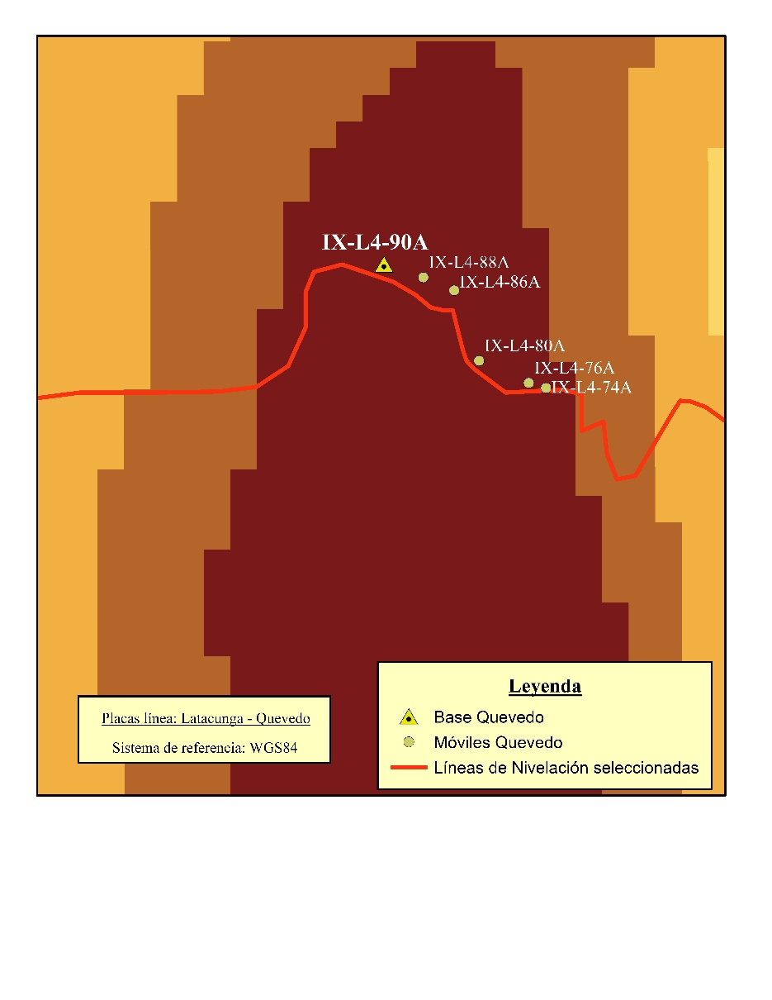 IX-L4-90A
IX-L4-88A
IX-L4-86A
IX-L4-80A
IX-L4-76A
IX-L4-74A
Leyenda
Base Quevedo
Móviles Quevedo
Líneas de Nivelación seleccionadas
Placas línea: Latacunga - Quevedo
Sistema de referencia: WGS84